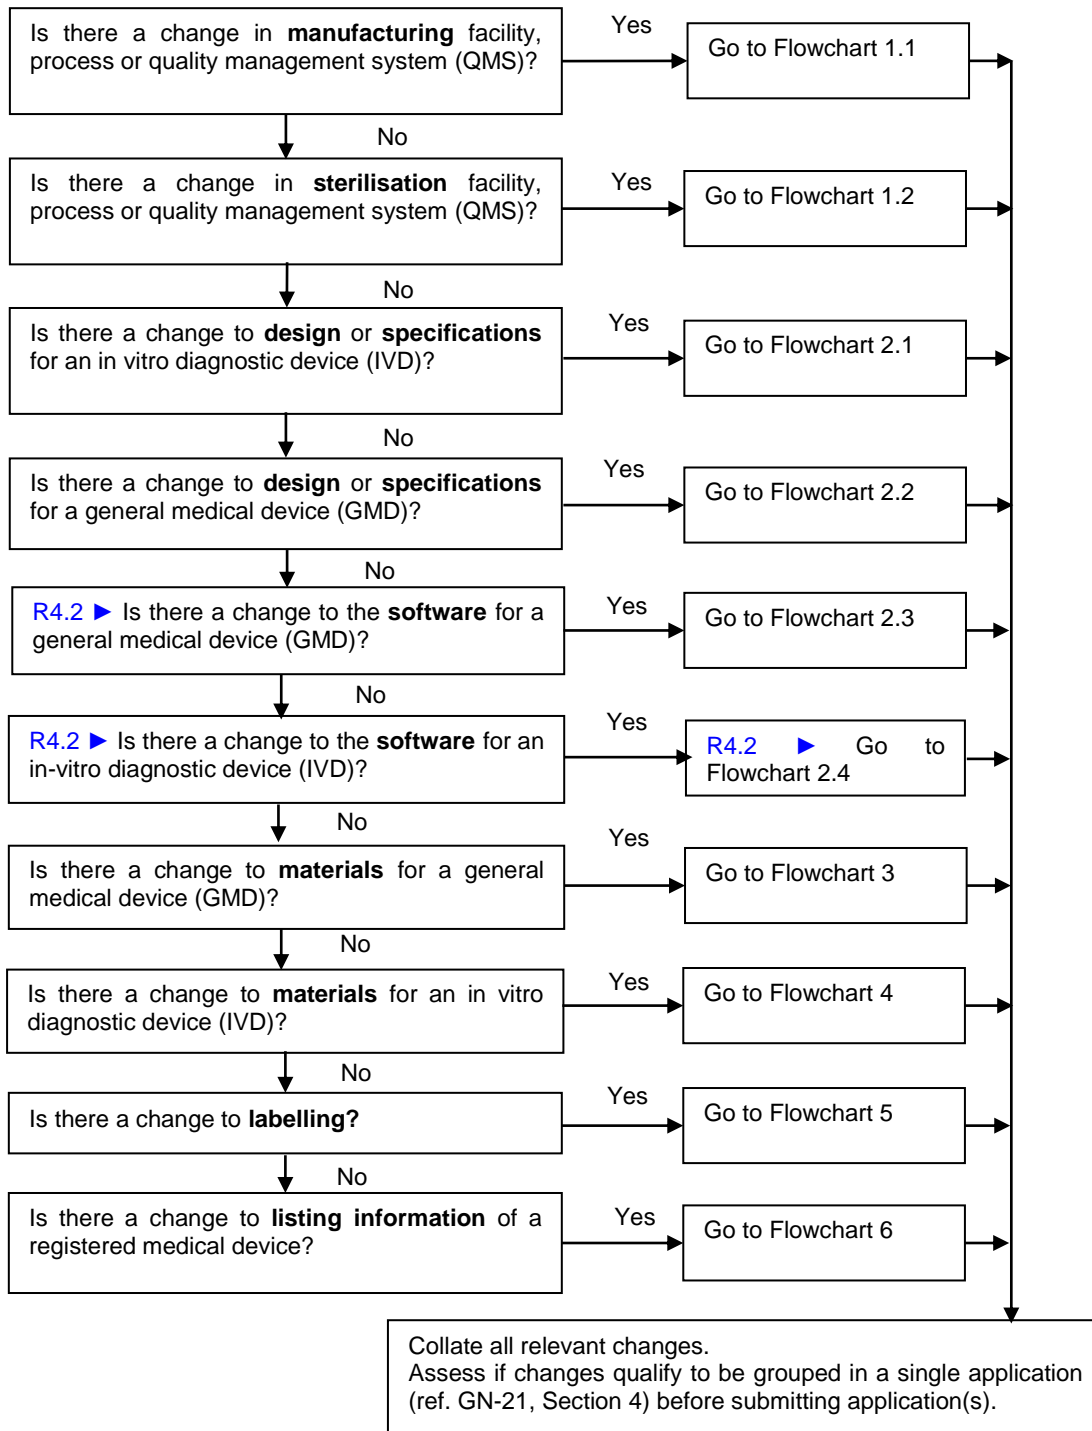 Is there a change in manufacturing facility,
process or quality management system (QMS)?
Yes
Go to Flowchart 1.1
No
Is there a change in sterilisation facility,
process or quality management system (QMS)?
Yes
Go to Flowchart 1.2
No
Is there a change to design or specifications
for an in vitro diagnostic device (IVD)?
Yes
Go to Flowchart 2.1
No
Is there a change to design or specifications
for a general medical device (GMD)?
Yes
Go to Flowchart 2.2
No
R4.2 ► Is there a change to the software for a
general medical device (GMD)?
Yes
Go to Flowchart 2.3
No
R4.2 ► Is there a change to the software for an
in-vitro diagnostic device (IVD)?
Yes
R4.2 ► Go to
Flowchart 2.4
No
Is there a change to materials for a general
medical device (GMD)?
Yes
Go to Flowchart 3
No
Is there a change to materials for an in vitro
diagnostic device (IVD)?
Yes
Go to Flowchart 4
No
Is there a change to labelling?
Yes
Go to Flowchart 5
No
Is there a change to listing information of a
registered medical device?
Yes
Go to Flowchart 6
Collate all relevant changes.
Assess if changes qualify to be grouped in a single application
(ref. GN-21, Section 4) before submitting application(s).